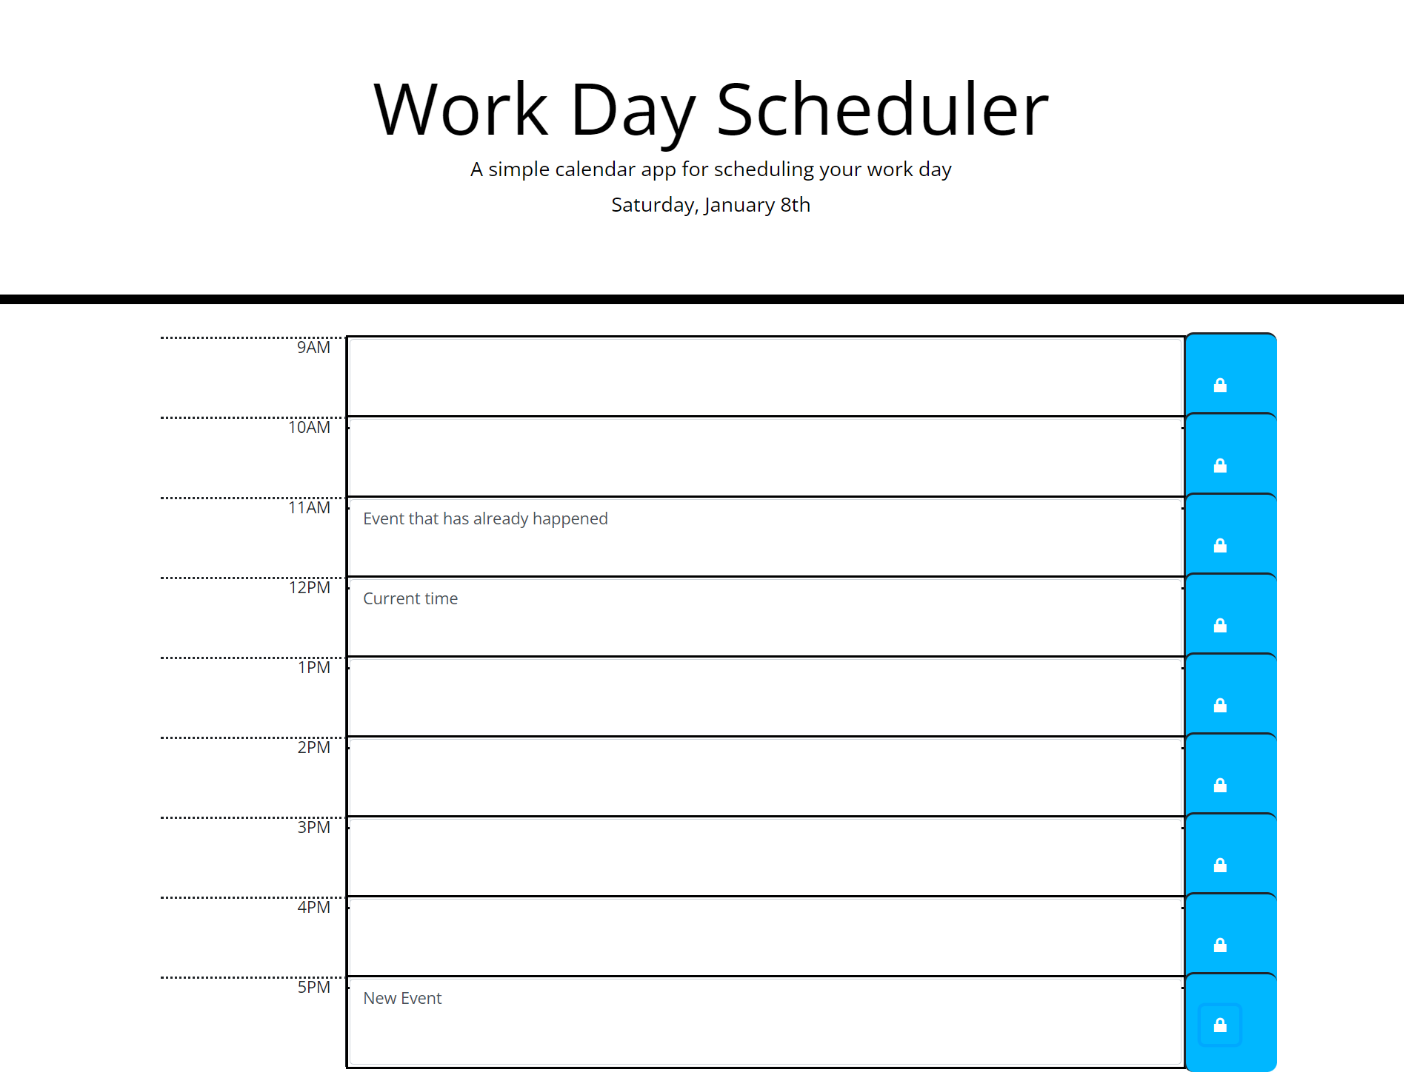 Work Day Scheduler
A simple calendar app for scheduling your work day
Saturday, January 8th
9AM
10AM
11AM Event that has already happened
12PM Current time
1PM
2PM
3PM
4PM
5PM New Event